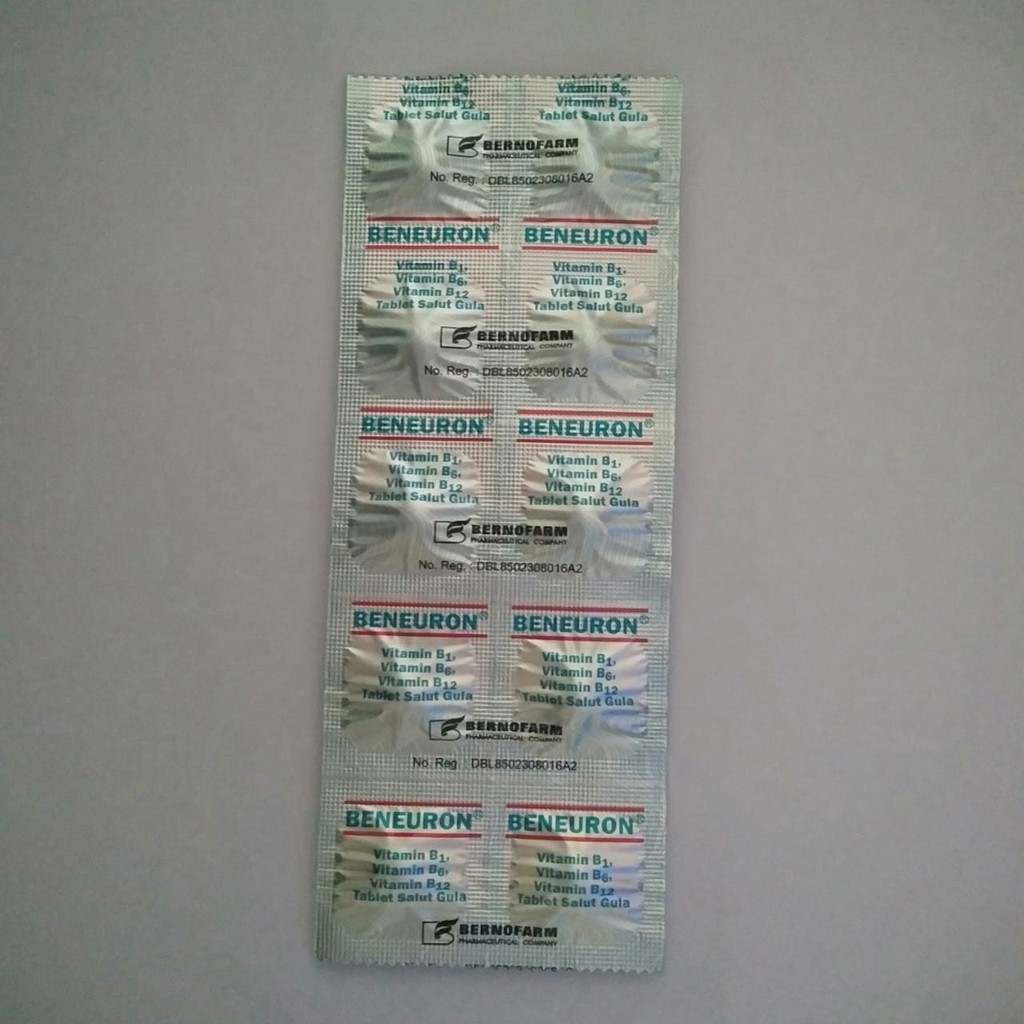 Vitamin B6,
Vitamin B12
Tablet Salut Gula
Vitamin B6,
Vitamin B12
Tablet Salut Gula
BERNOFARM
PHARMACEUTICAL COMPANY
No. Reg. : DBL8502308016A2
BENEURON®
BENEURON®
Vitamin B1,
Vitamin B6,
Vitamin B12
Tablet Salut Gula
Vitamin B1,
Vitamin B6,
Vitamin B12
Tablet Salut Gula
BERNOFARM
PHARMACEUTICAL COMPANY
No. Reg. : DBL8502308016A2
BENEURON®
BENEURON®
Vitamin B1,
Vitamin B6,
Vitamin B12
Tablet Salut Gula
Vitamin B1,
Vitamin B6,
Vitamin B12
Tablet Salut Gula
BERNOFARM
PHARMACEUTICAL COMPANY
No. Reg. : DBL8502308016A2
BENEURON®
BENEURON®
Vitamin B1,
Vitamin B6,
Vitamin B12
Tablet Salut Gula
Vitamin B1,
Vitamin B6,
Vitamin B12
Tablet Salut Gula
BERNOFARM
PHARMACEUTICAL COMPANY
No. Reg. : DBL8502308016A2
BENEURON®
BENEURON®
Vitamin B1,
Vitamin B6,
Vitamin B12
Tablet Salut Gula
Vitamin B1,
Vitamin B6,
Vitamin B12
Tablet Salut Gula
BERNOFARM
PHARMACEUTICAL COMPANY